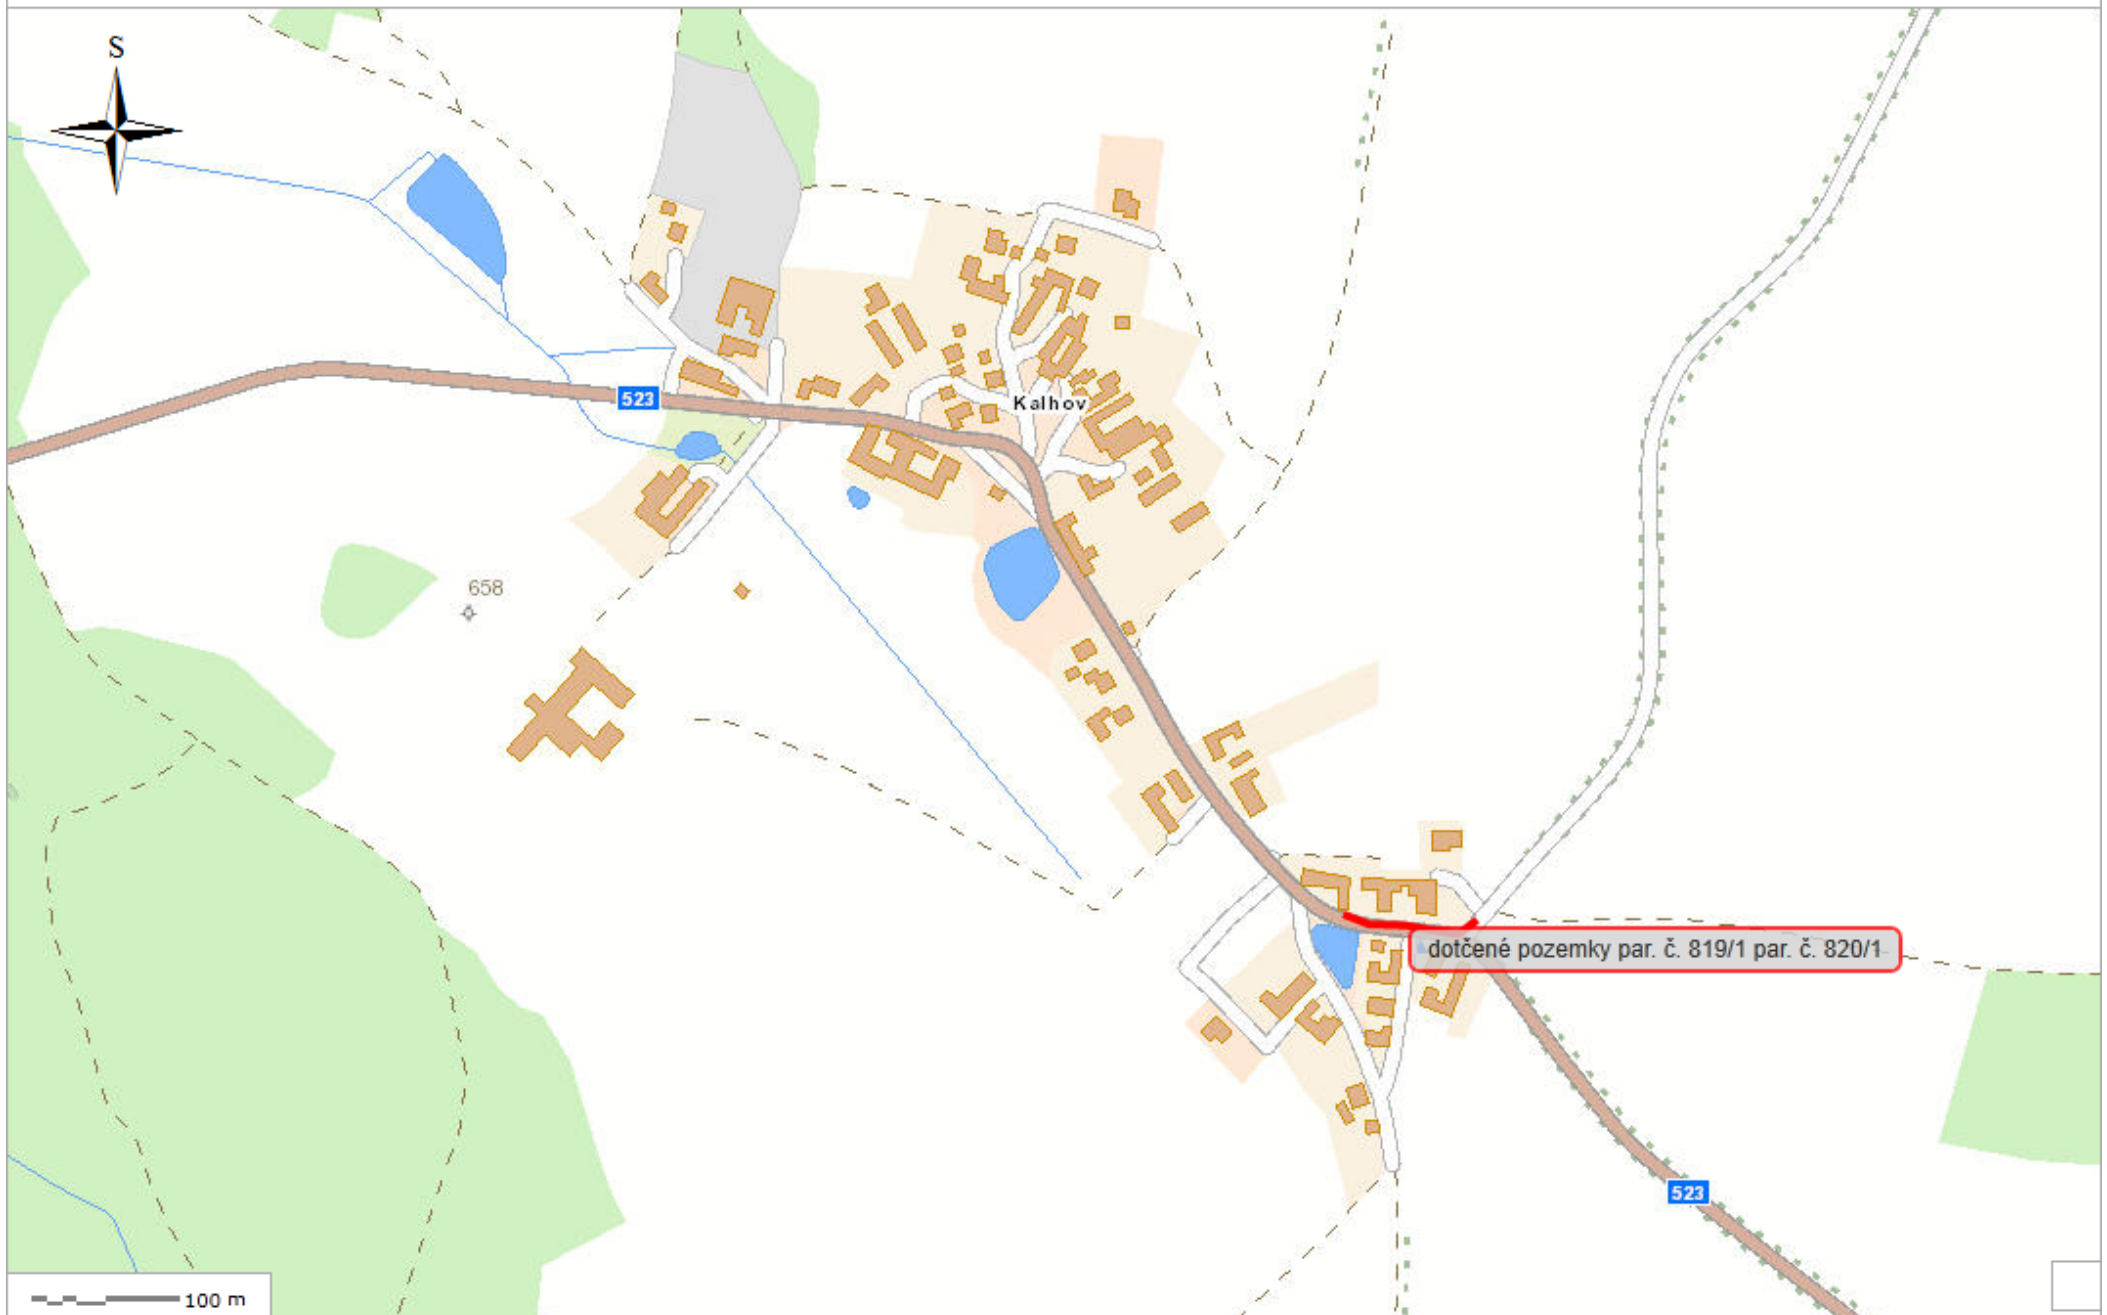 S
523
Kalhov
658
dotčené pozemky par. č. 819/1 par. č. 820/1
523
100 m